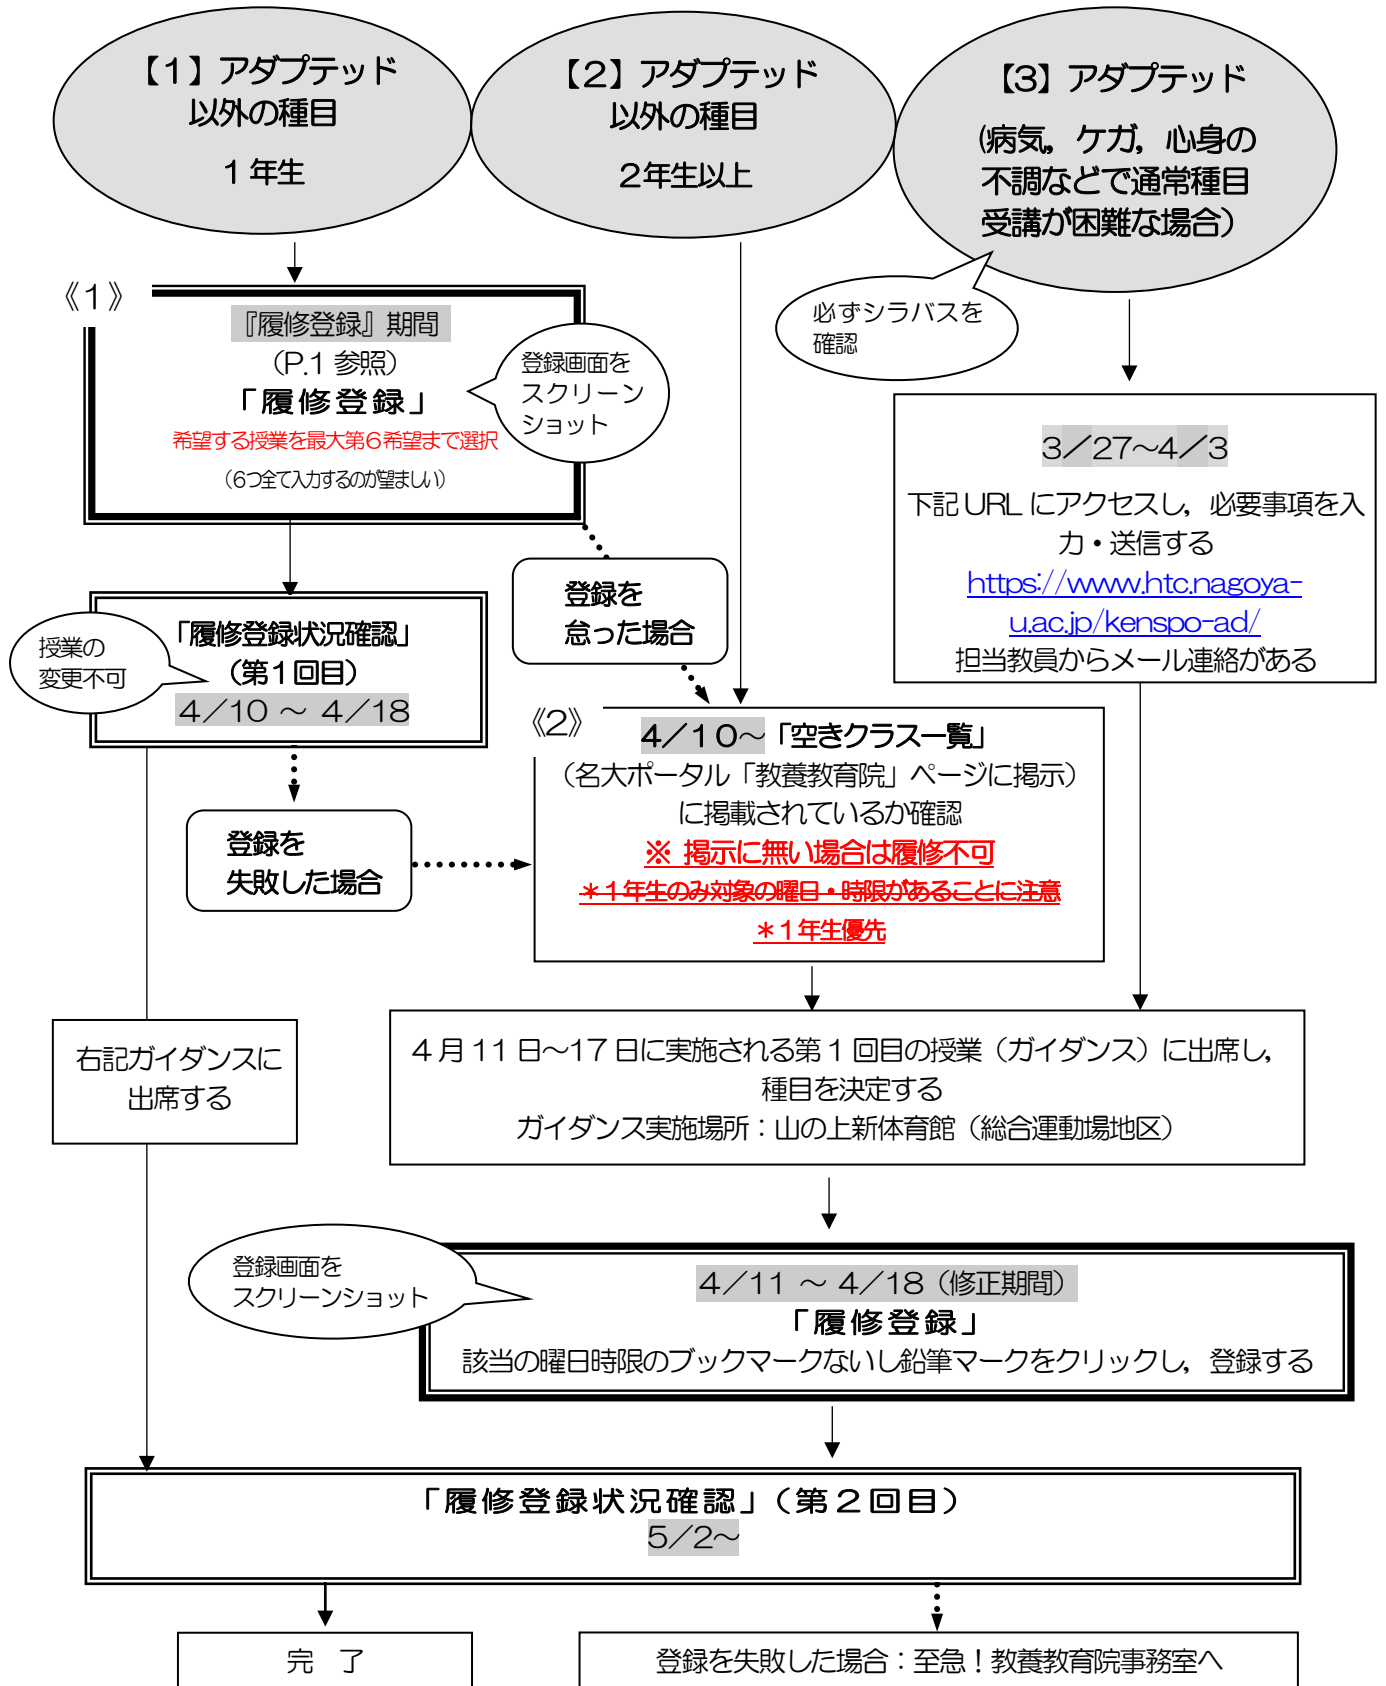 【1】アダプテッド
以外の種目
1年生
【2】アダプテッド
以外の種目
2年生以上
【3】アダプテッド
(病気，ケガ，心身の
不調などで通常種目
受講が困難な場合）
必ずシラバスを
確認
《1》
『履修登録』期間
（P.1 参照）
「履修登録」
希望する授業を最大第6希望まで選択
（6つ全て入力するのが望ましい）
登録画面を
スクリーン
ショット
3／27～4／3
下記 URL にアクセスし，必要事項を入
力・送信する
https://www.htc.nagoya-
u.ac.jp/kenspo-ad/
担当教員からメール連絡がある
登録を
怠った場合
授業の
変更不可
「履修登録状況確認」
（第1回目）
4／10 ～ 4／18
《2》
4／10～「空きクラス一覧」
（名大ポータル「教養教育院」ページに掲示）
に掲載されているか確認
※ 掲示に無い場合は履修不可
＊1年生のみ対象の曜日・時限があることに注意
＊1年生優先
登録を
失敗した場合
右記ガイダンスに
出席する
4月11日～17日に実施される第1回目の授業（ガイダンス）に出席し，
種目を決定する
ガイダンス実施場所：山の上新体育館（総合運動場地区）
登録画面を
スクリーンショット
4／11 ～ 4／18（修正期間）
「履修登録」
該当の曜日時限のブックマークないし鉛筆マークをクリックし，登録する
「履修登録状況確認」（第2回目）
5／2～
完 了
登録を失敗した場合：至急！教養教育院事務室へ